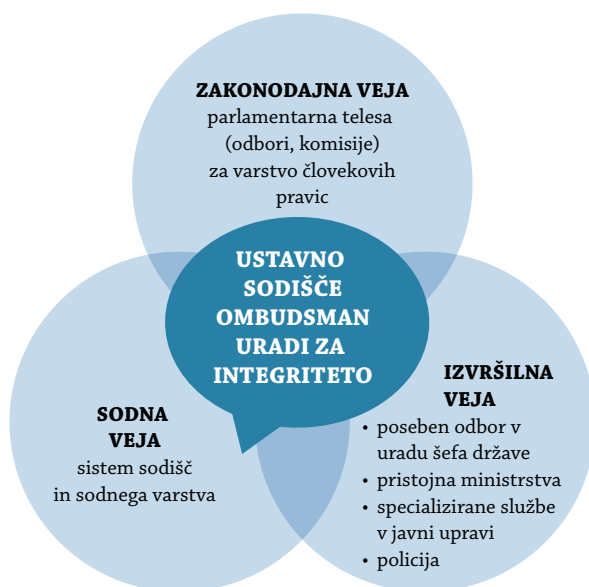 ZAKONODAJNA VEJA
parlamentarna telesa
(odbori, komisije)
za varstvo človekovih
pravic
USTAVNO
SODIŠČE
OMBUDSMAN
URADI ZA
INTEGRITETO
SODNA
VEJA
sistem sodišč
in sodnega varstva
IZVRŠILNA
VEJA
• poseben odbor v
uradu šefa države
• pristojna ministrstva
• specializirane službe
v javni upravi
• policija